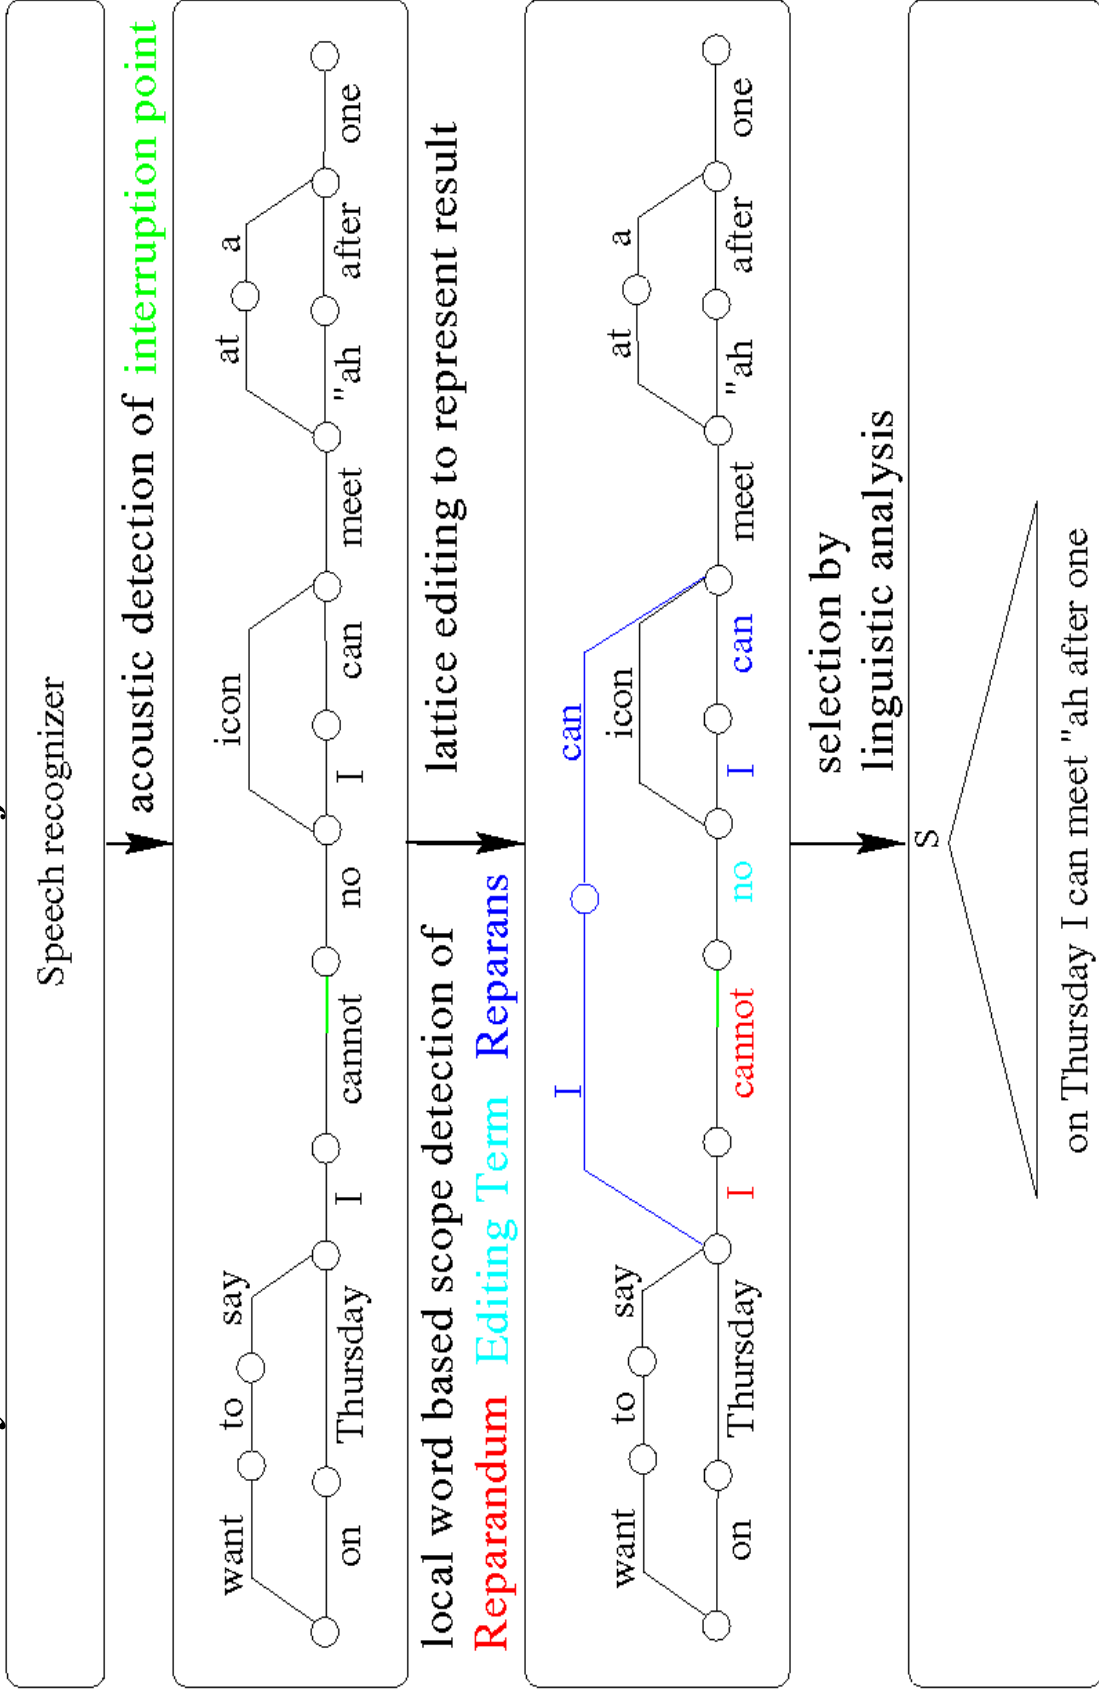 Speech recognizer
acoustic detection of interruption point
want to say icon at a
on Thursday I cannot no I can meet "ah after one
local word based scope detection of
Reparandum Editing Term Reparans
lattice editing to represent result
I can
want to say icon at a
on Thursday I cannot no I can meet "ah after one
selection by
linguistic analysis
S
on Thursday I can meet "ah after one